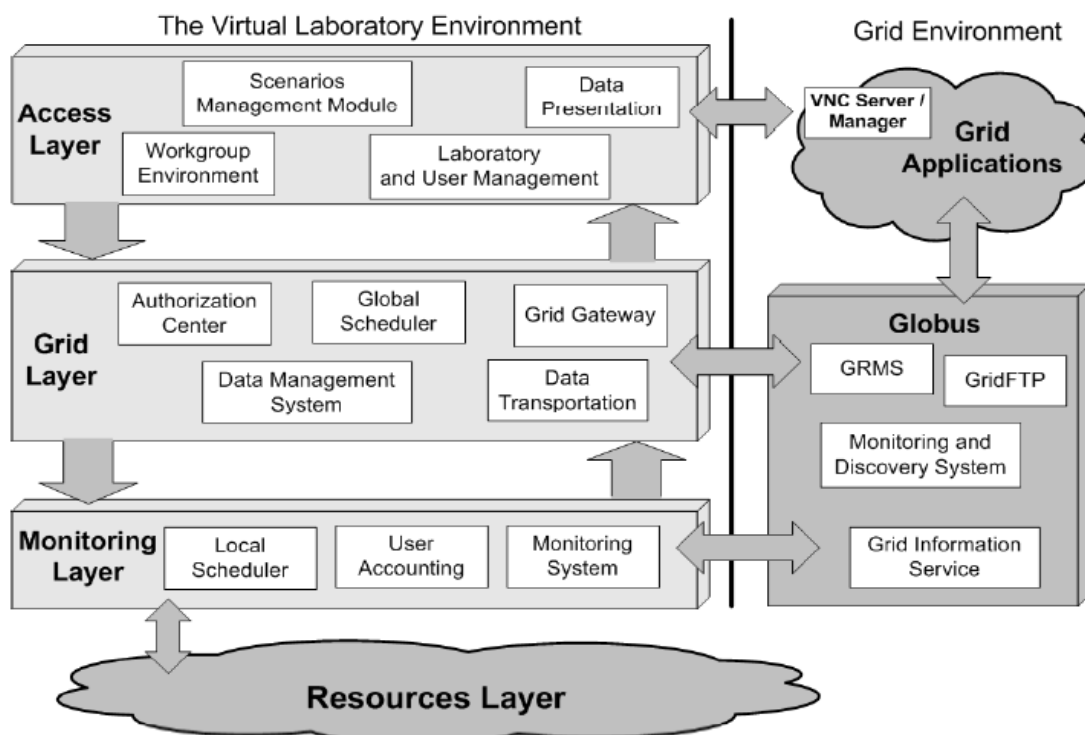 The Virtual Laboratory Environment
Grid Environment
Access
Layer
Scenarios
Management Module
Data
Presentation
Workgroup
Environment
Laboratory
and User Management
VNC Server /
Manager
Grid
Applications
Grid
Layer
Authorization
Center
Global
Scheduler
Grid Gateway
Data Management
System
Data
Transportation
Globus
GRMS
GridFTP
Monitoring and
Discovery System
Grid Information
Service
Monitoring
Layer
Local
Scheduler
User
Accounting
Monitoring
System
Resources Layer